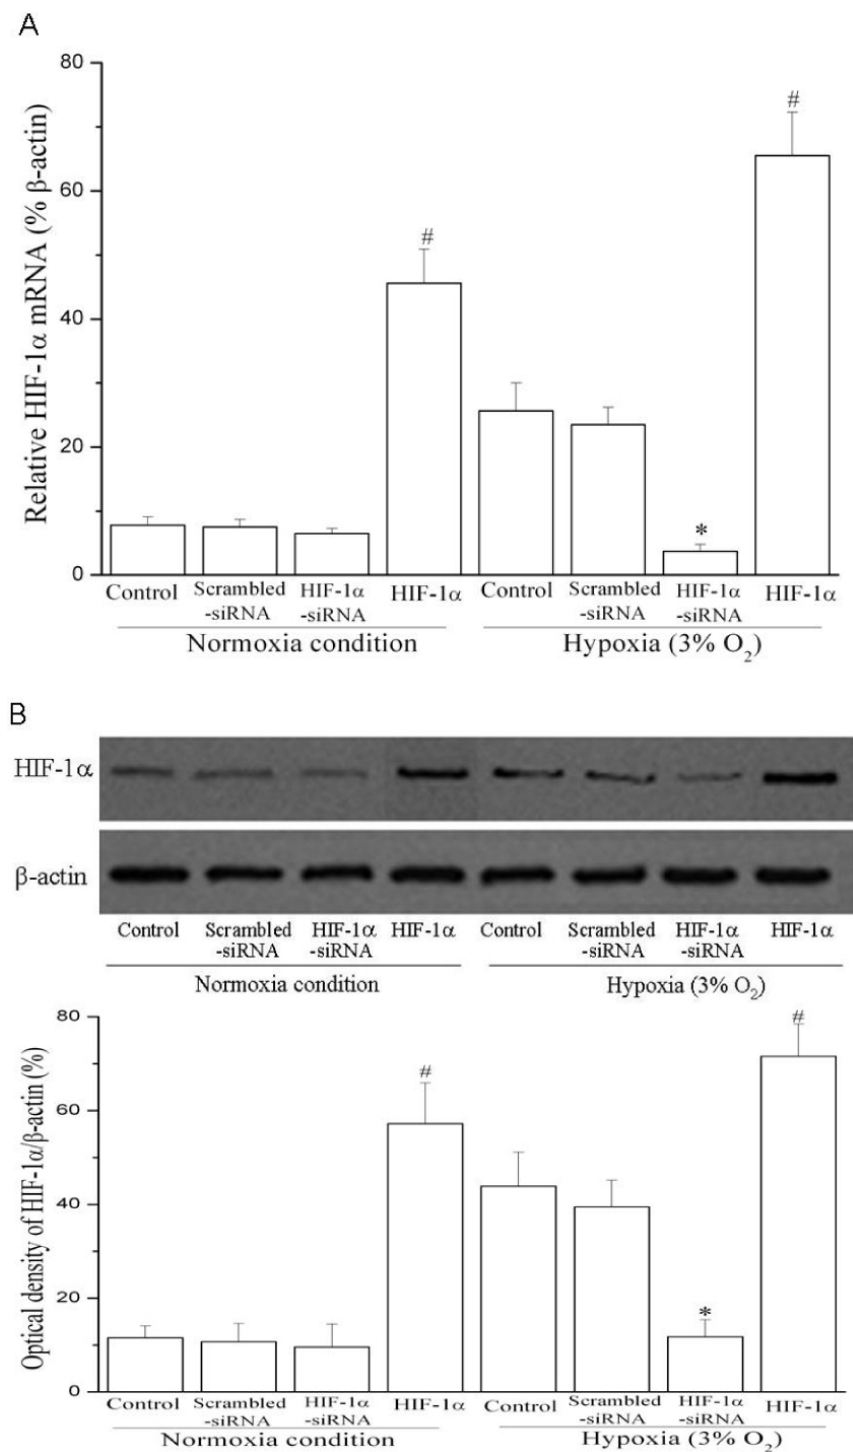 A
Relative HIF-1α mRNA (% β-actin)
80
60
40
20
0
#
#
*
Control
Scrambled
-siRNA
HIF-1α
-siRNA
HIF-1α
Control
Scrambled
-siRNA
HIF-1α
-siRNA
HIF-1α
Normoxia condition
Hypoxia (3% O₂)
B
HIF-1α
β-actin
Control
Scrambled
-siRNA
HIF-1α
-siRNA
HIF-1α
Control
Scrambled
-siRNA
HIF-1α
-siRNA
HIF-1α
Normoxia condition
Hypoxia (3% O₂)
Optical density of HIF-1α/β-actin (%)
80
60
40
20
0
#
#
*
Control
Scrambled
-siRNA
HIF-1α
-siRNA
HIF-1α
Control
Scrambled
-siRNA
HIF-1α
-siRNA
HIF-1α
Normoxia condition
Hypoxia (3% O₂)